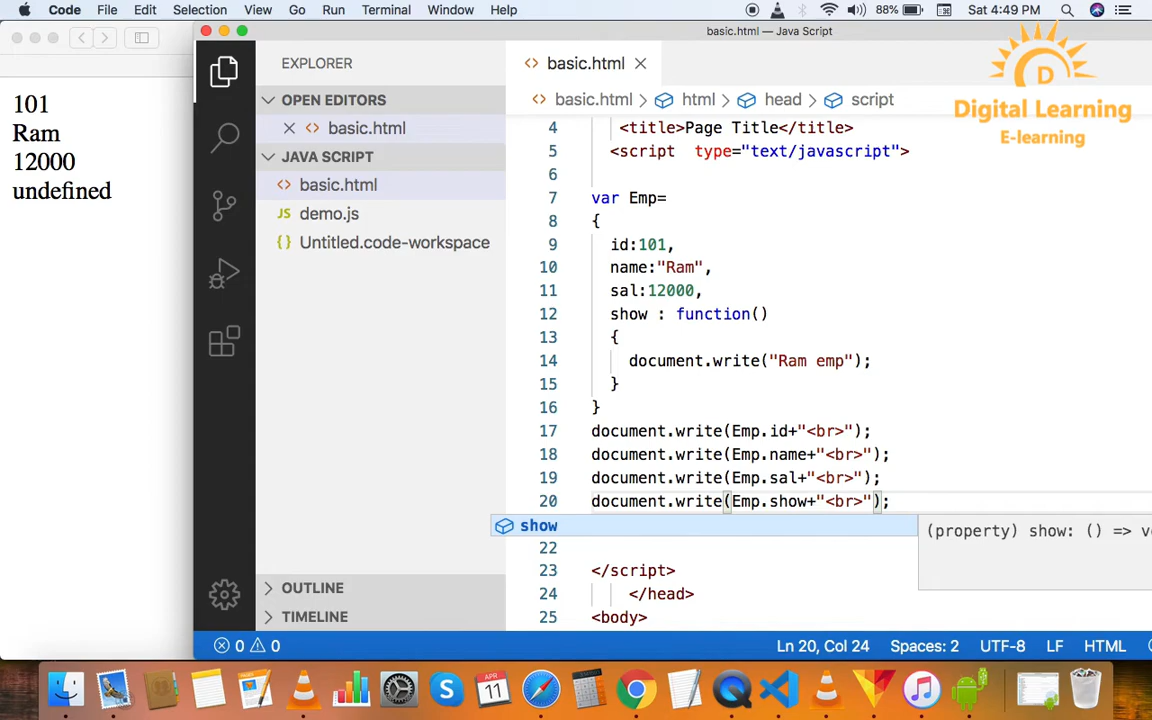 Code File Edit Selection View Go Run Terminal Window Help 88% Sat 4:49 PM
basic.html — Java Script
D
Digital Learning
E-learning
101
Ram
12000
undefined
EXPLORER
OPEN EDITORS
basic.html
JAVA SCRIPT
basic.html
demo.js
Untitled.code-workspace
OUTLINE
TIMELINE
basic.html
basic.html > html > head > script
4 <title>Page Title</title>
5 <script type="text/javascript">
6
7 var Emp=
8 {
9 id:101,
10 name:"Ram",
11 sal:12000,
12 show : function()
13 {
14 document.write("Ram emp");
15 }
16 }
17 document.write(Emp.id+"<br>");
18 document.write(Emp.name+"<br>");
19 document.write(Emp.sal+"<br>");
20 document.write(Emp.show+"<br>");
show
(property) show: () =>
22
23 </script>
24 </head>
25 <body>
0 0 Ln 20, Col 24 Spaces: 2 UTF-8 LF HTML
APR
11